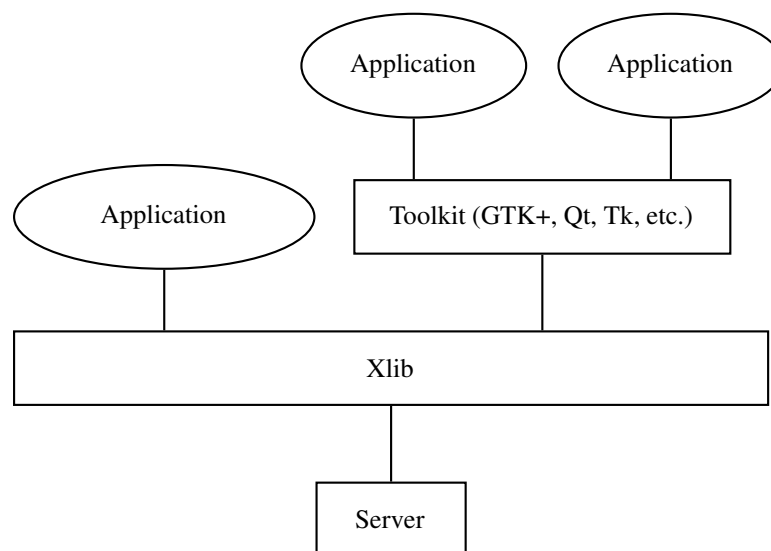 Application
Application
Application
Toolkit (GTK+, Qt, Tk, etc.)
Xlib
Server